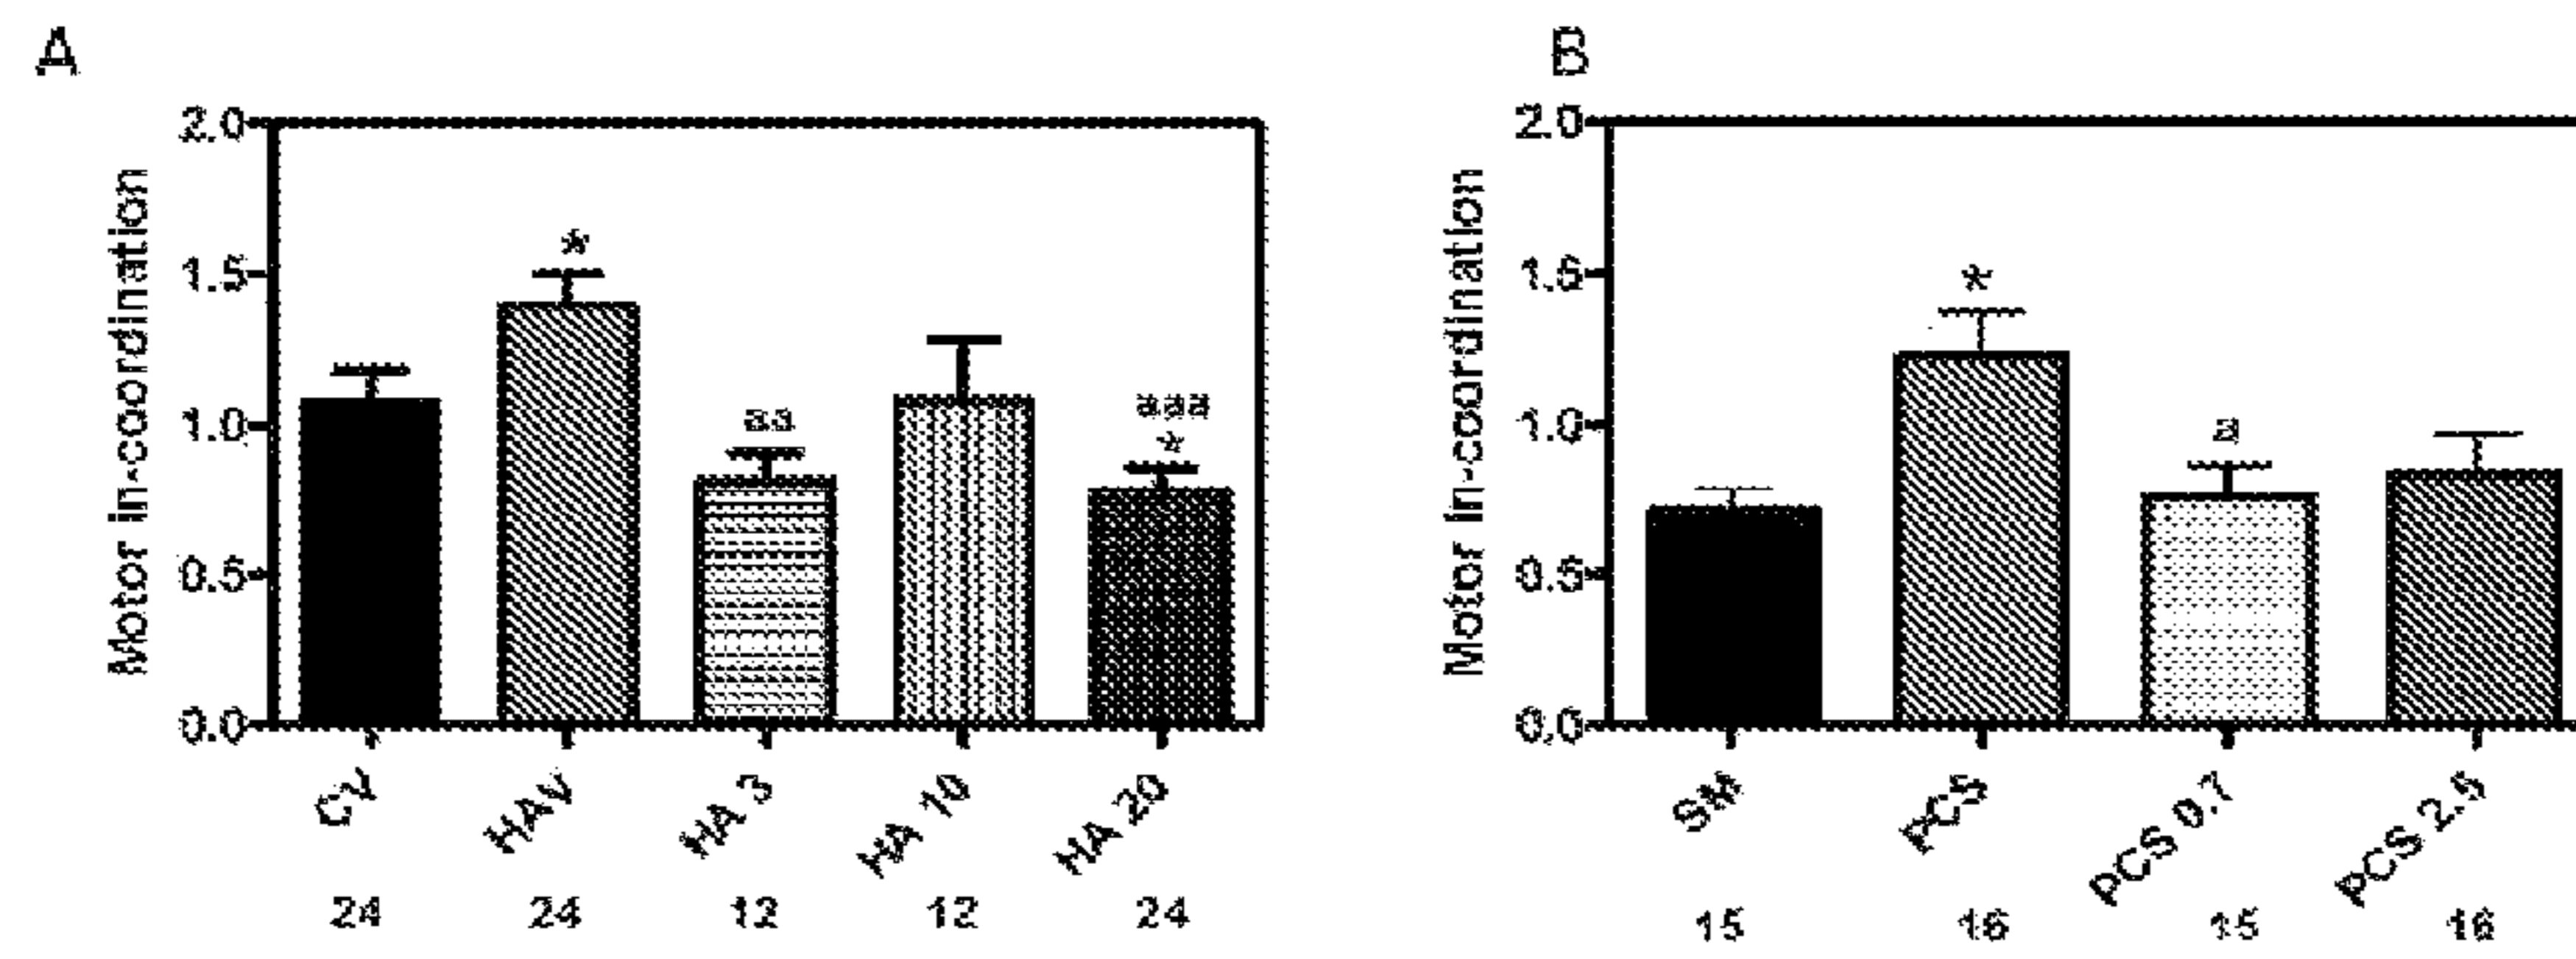 A
2.0
1.5
1.0
0.5
0.0
Motor in-coordination
*
aa
aaa
*
CV
HAV
HA 3
HA 10
HA 20
24
24
12
12
24
B
2.0
1.5
1.0
0.5
0.0
Motor in-coordination
*
a
SM
PCS
PCS 0.7
PCS 2.5
15
16
15
16